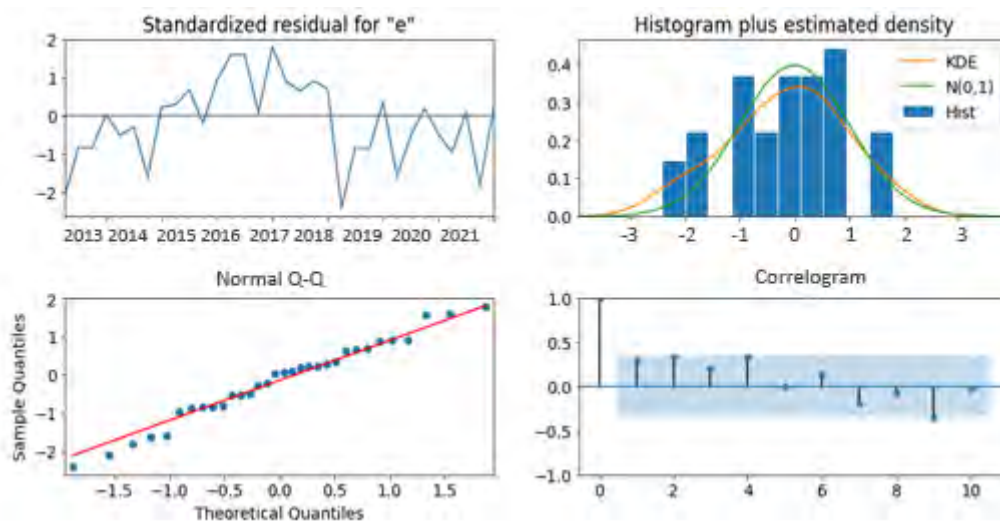 Standardized residual for "e"
2
1
0
−1
−2
2013 2014 2015 2016 2017 2018 2019 2020 2021
Histogram plus estimated density
0.4
0.3
0.2
0.1
0.0
KDE
N(0,1)
Hist
-3 -2 -1 0 1 2 3
Normal Q-Q
Sample Quantiles
2
1
0
−1
−2
−1.5 −1.0 −0.5 0.0 0.5 1.0 1.5
Theoretical Quantiles
Correlogram
1.0
0.5
0.0
−0.5
−1.0
0 2 4 6 8 10